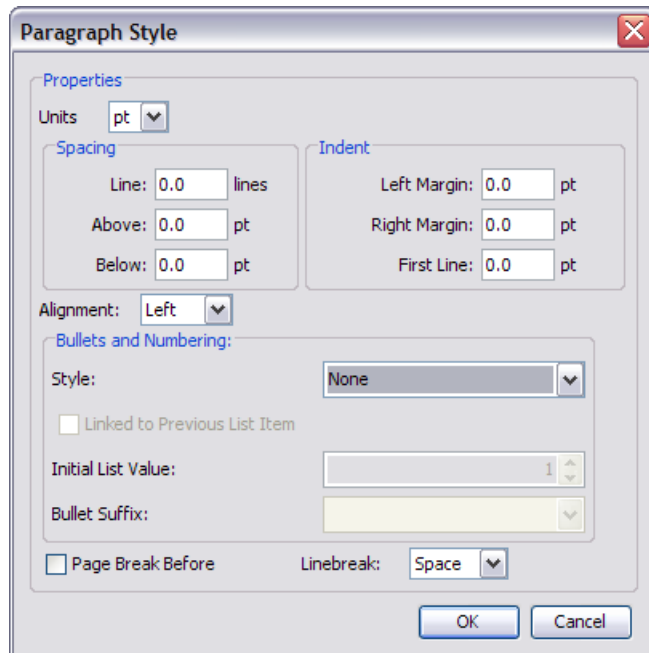 Paragraph Style
Properties
Units pt
Spacing
Line: 0.0 lines
Above: 0.0 pt
Below: 0.0 pt
Indent
Left Margin: 0.0 pt
Right Margin: 0.0 pt
First Line: 0.0 pt
Alignment: Left
Bullets and Numbering:
Style: None
Linked to Previous List Item
Initial List Value: 1
Bullet Suffix:
Page Break Before Linebreak: Space
OK Cancel